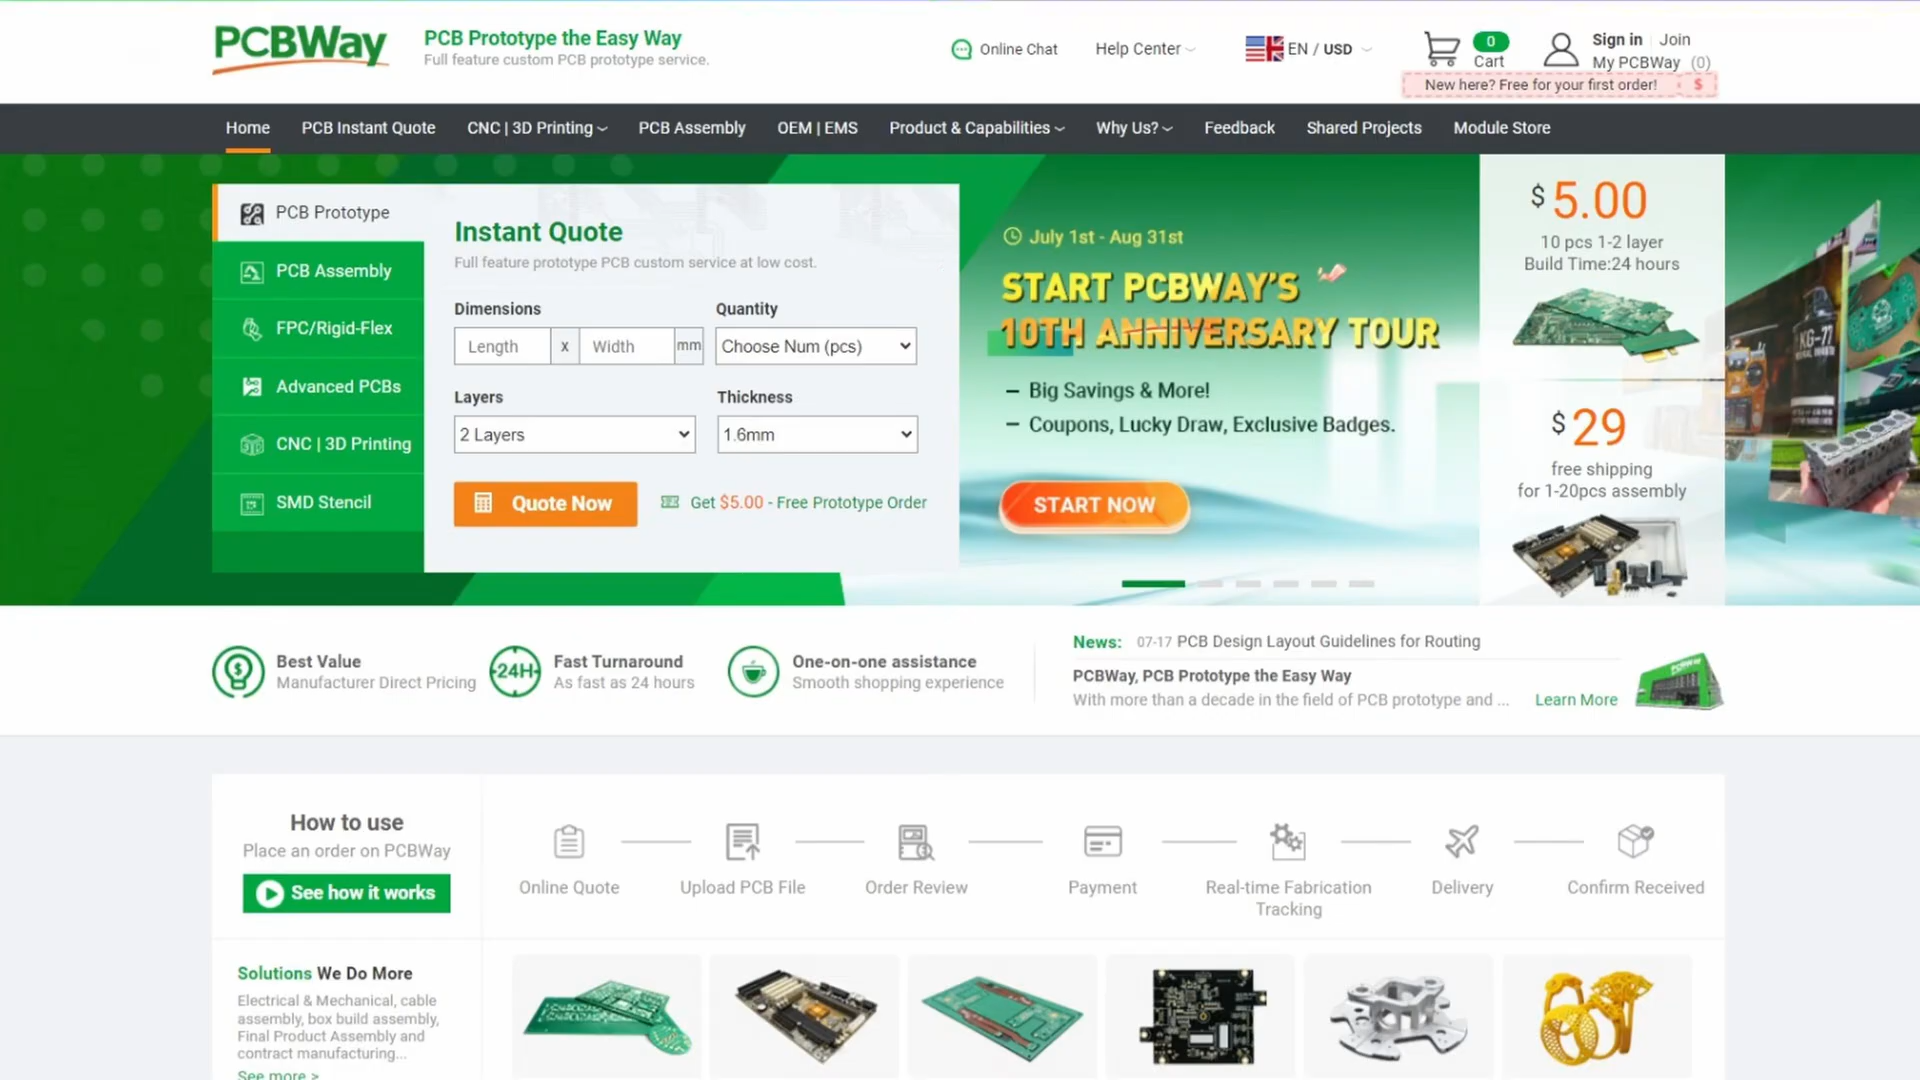 PCBWay
PCB Prototype the Easy Way
Full feature custom PCB prototype service.
Online Chat
Help Center
EN / USD
0
Cart
Sign in
Join
My PCBWay (0)
New here? Free for your first order!
$
Home
PCB Instant Quote
CNC | 3D Printing
PCB Assembly
OEM | EMS
Product & Capabilities
Why Us?
Feedback
Shared Projects
Module Store
PCB Prototype
PCB Assembly
FPC/Rigid-Flex
Advanced PCBs
CNC | 3D Printing
SMD Stencil
Instant Quote
Full feature prototype PCB custom service at low cost.
Dimensions
Quantity
Length
x
Width
mm
Choose Num (pcs)
Layers
Thickness
2 Layers
1.6mm
Quote Now
Get $5.00 - Free Prototype Order
July 1st - Aug 31st
START PCBWAY'S
10TH ANNIVERSARY TOUR
– Big Savings & More!
– Coupons, Lucky Draw, Exclusive Badges.
START NOW
$ 5.00
10 pcs 1-2 layer
Build Time:24 hours
$ 29
free shipping
for 1-20pcs assembly
KG-77
Best Value
Manufacturer Direct Pricing
24H
Fast Turnaround
As fast as 24 hours
One-on-one assistance
Smooth shopping experience
News: 07-17 PCB Design Layout Guidelines for Routing
PCBWay, PCB Prototype the Easy Way
With more than a decade in the field of PCB prototype and ...
Learn More
How to use
Place an order on PCBWay
See how it works
Online Quote
Upload PCB File
Order Review
Payment
Real-time Fabrication
Tracking
Delivery
Confirm Received
Solutions We Do More
Electrical & Mechanical, cable
assembly, box build assembly,
Final Product Assembly and
contract manufacturing...
See more >